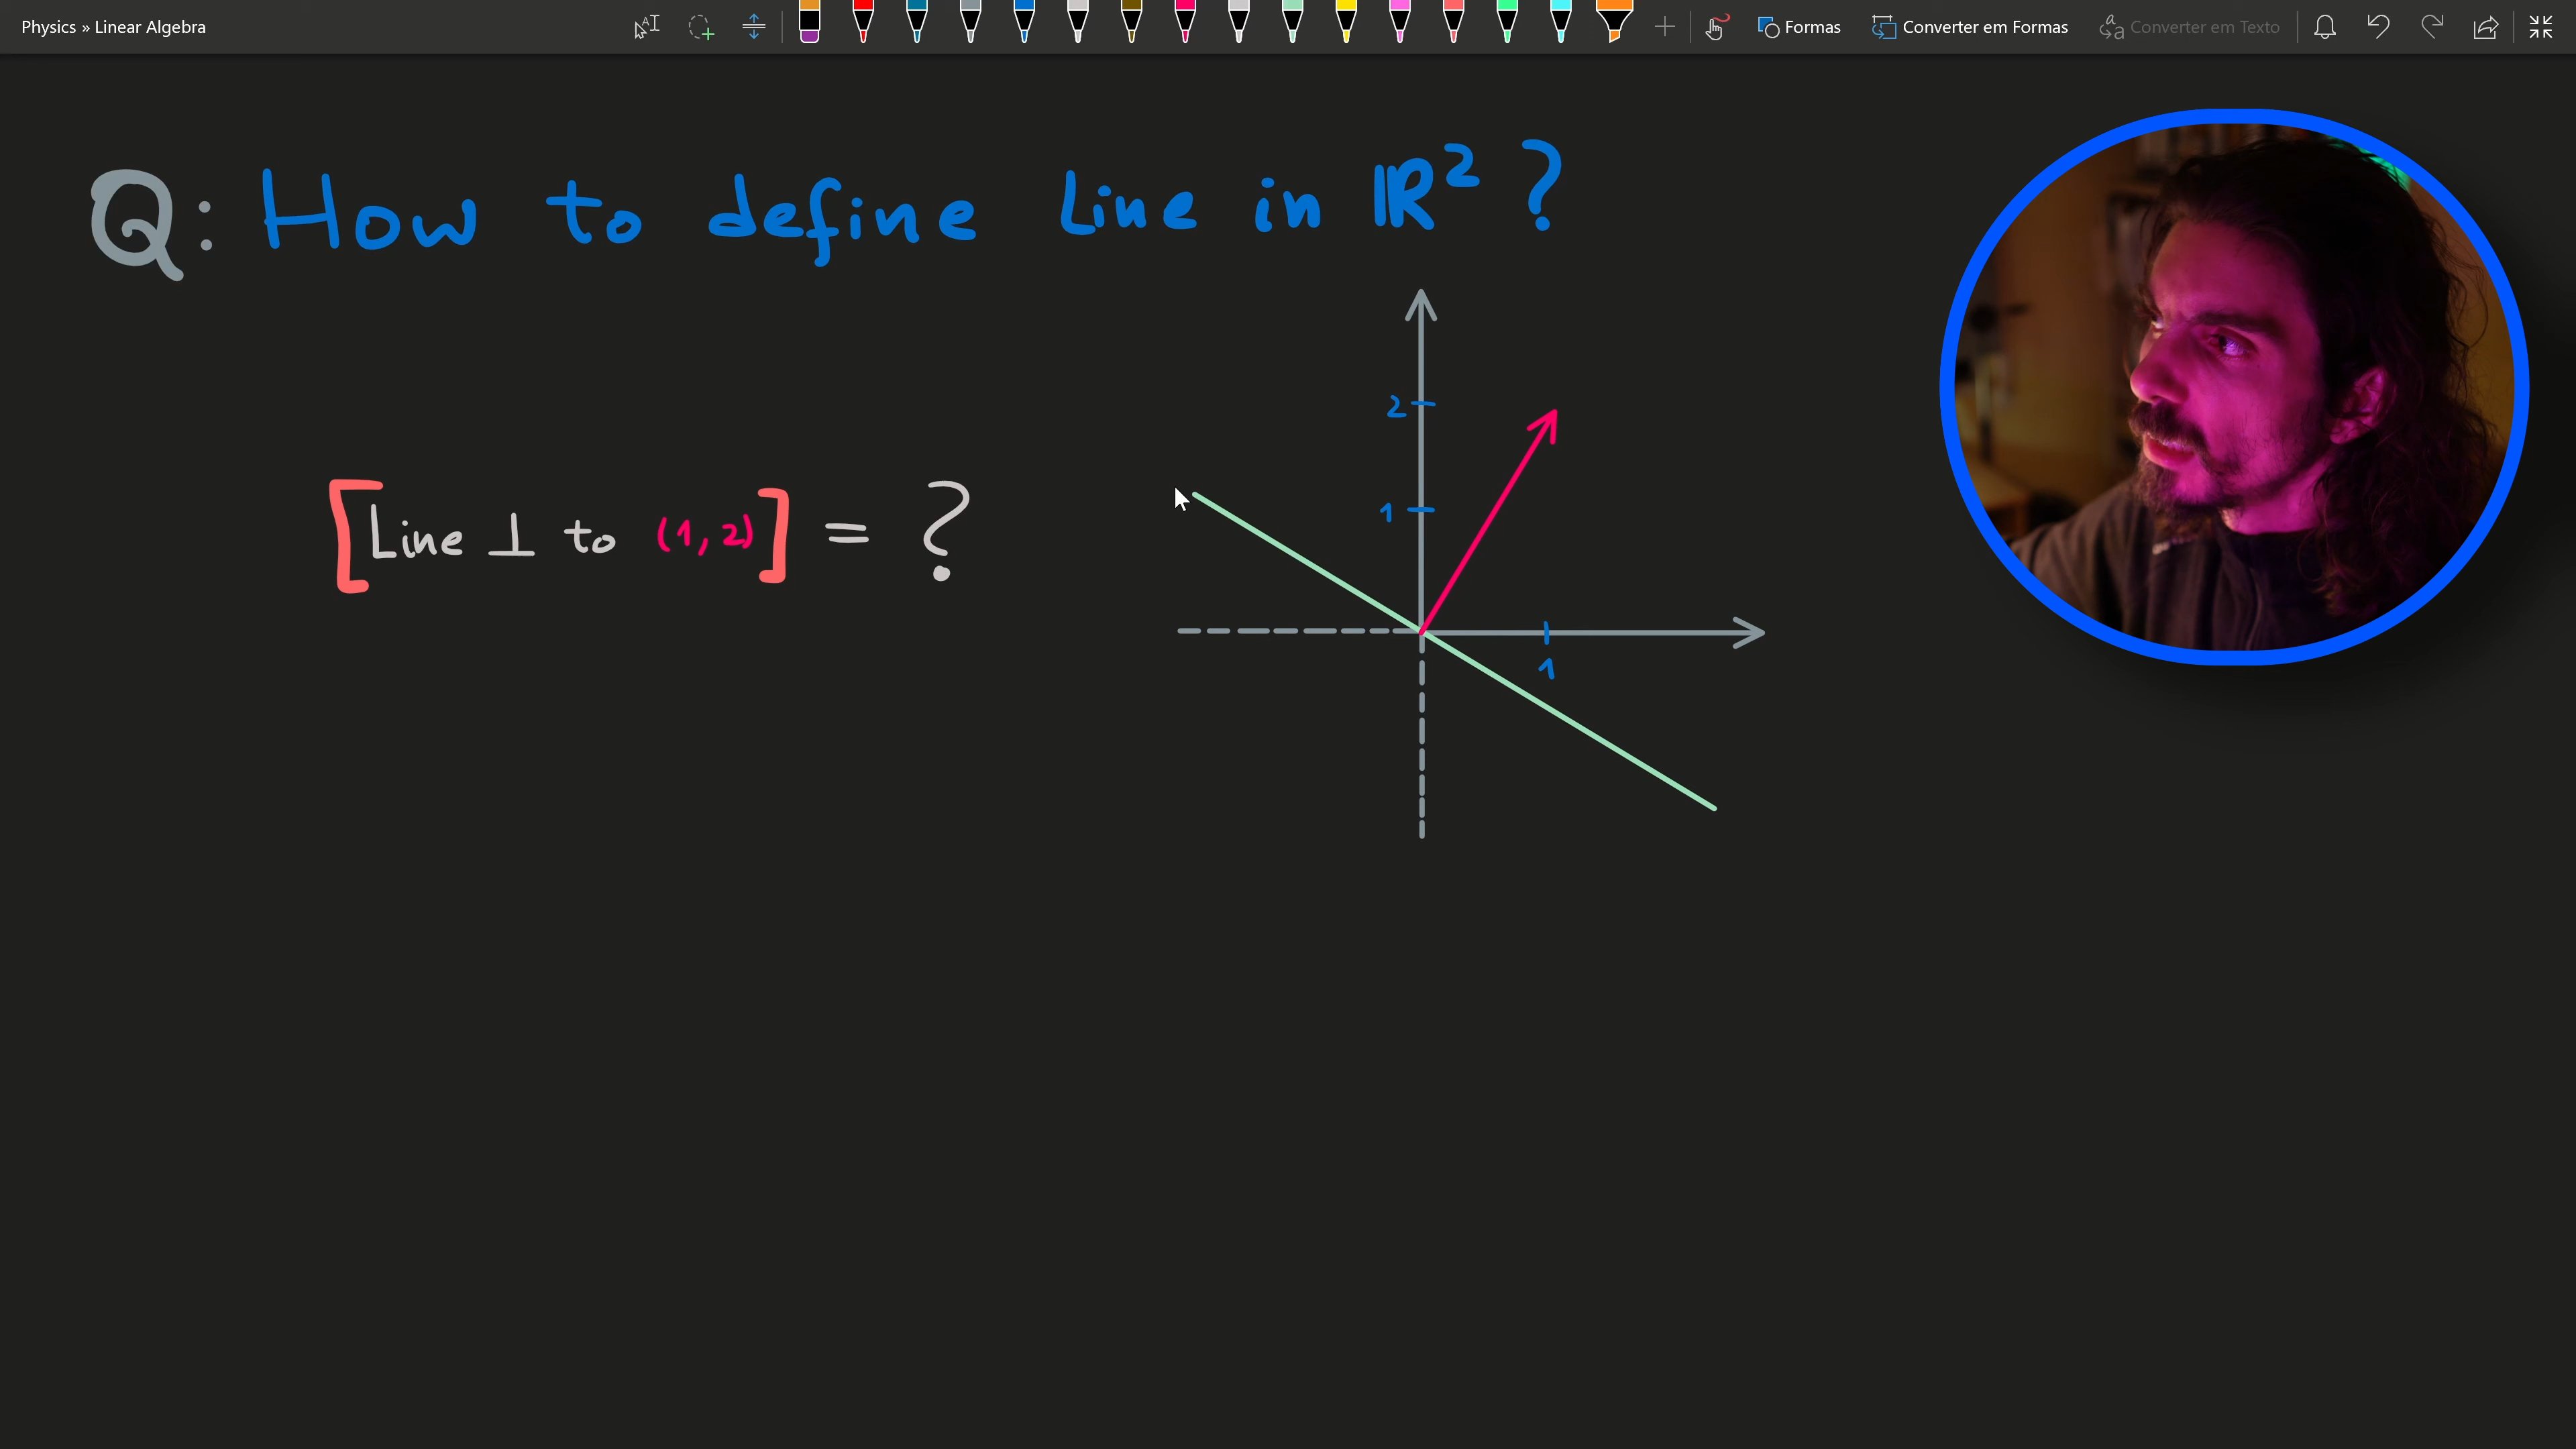 Physics » Linear Algebra
Formas
Converter em Formas
Converter em Texto
Q: How to define Line in ℝ² ?
[Line ⊥ to (1, 2)] = ?
2
1
1